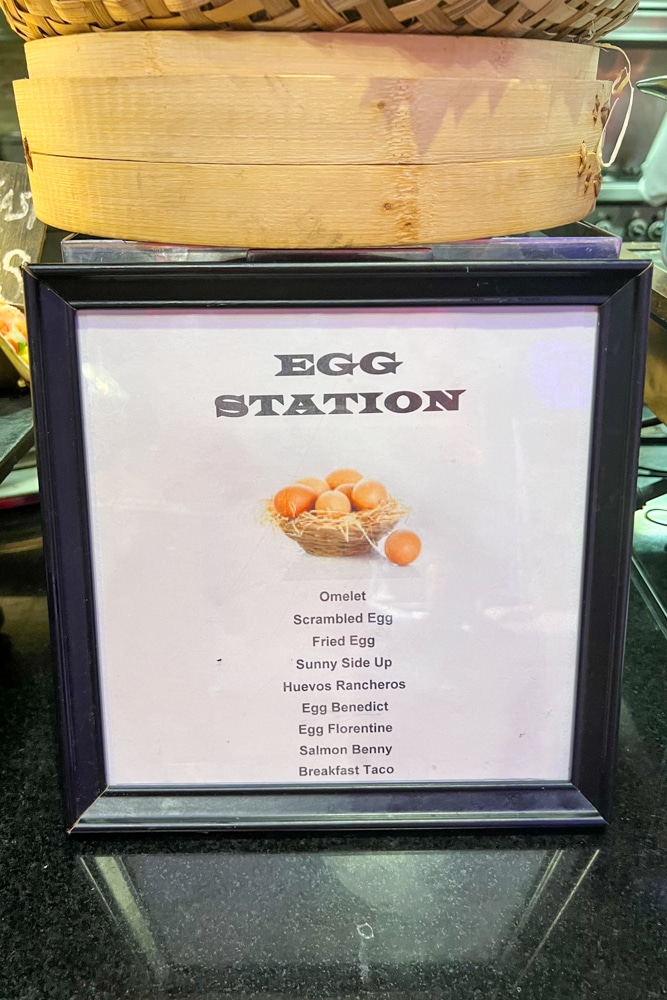 EGG
STATION
Omelet
Scrambled Egg
Fried Egg
Sunny Side Up
Huevos Rancheros
Egg Benedict
Egg Florentine
Salmon Benny
Breakfast Taco